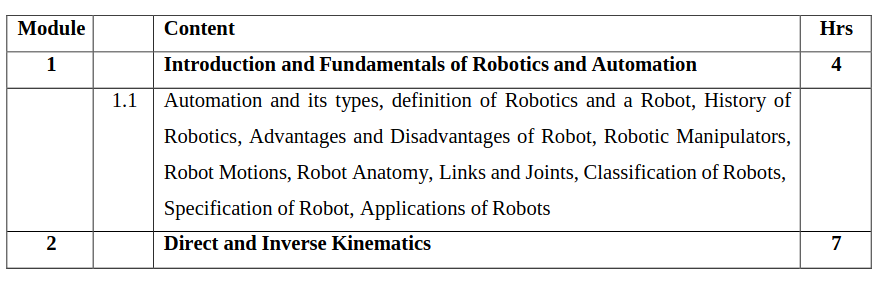 Module Content Hrs
1 Introduction and Fundamentals of Robotics and Automation 4
1.1 Automation and its types, definition of Robotics and a Robot, History of
Robotics, Advantages and Disadvantages of Robot, Robotic Manipulators,
Robot Motions, Robot Anatomy, Links and Joints, Classification of Robots,
Specification of Robot, Applications of Robots
2 Direct and Inverse Kinematics 7